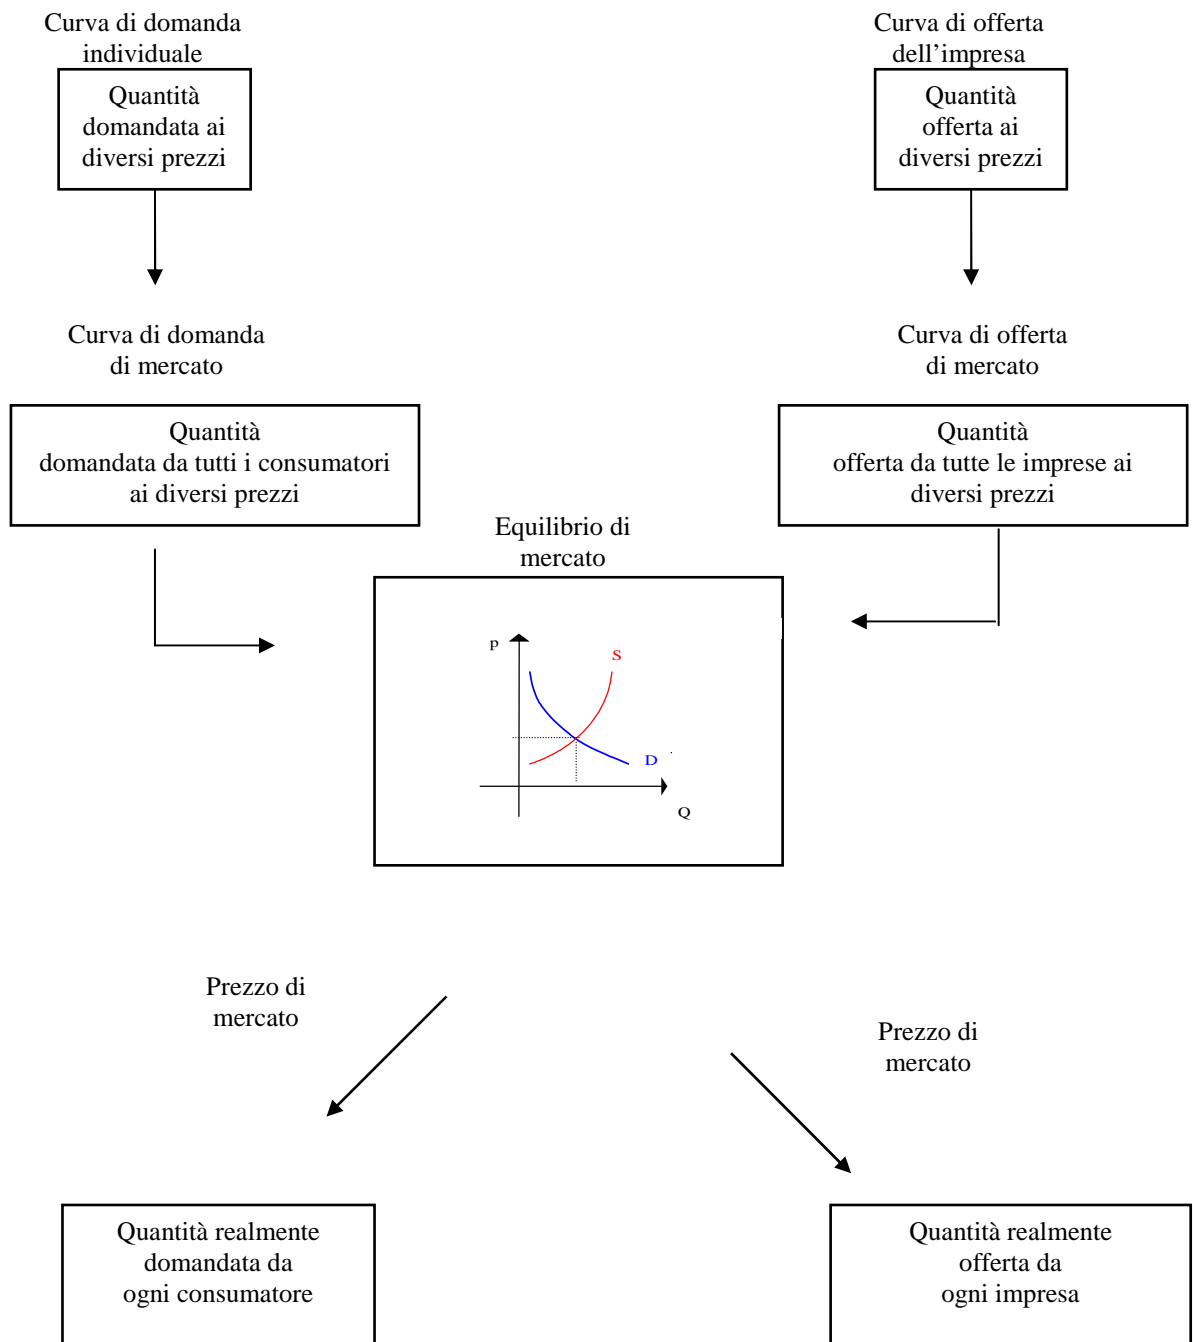 Curva di domanda
individuale
Quantità
domandata ai
diversi prezzi
Curva di offerta
dell’impresa
Quantità
offerta ai
diversi prezzi
Curva di domanda
di mercato
Quantità
domandata da tutti i consumatori
ai diversi prezzi
Curva di offerta
di mercato
Quantità
offerta da tutte le imprese ai
diversi prezzi
Equilibrio di
mercato
p
S
D
Q
Prezzo di
mercato
Prezzo di
mercato
Quantità realmente
domandata da
ogni consumatore
Quantità realmente
offerta da
ogni impresa